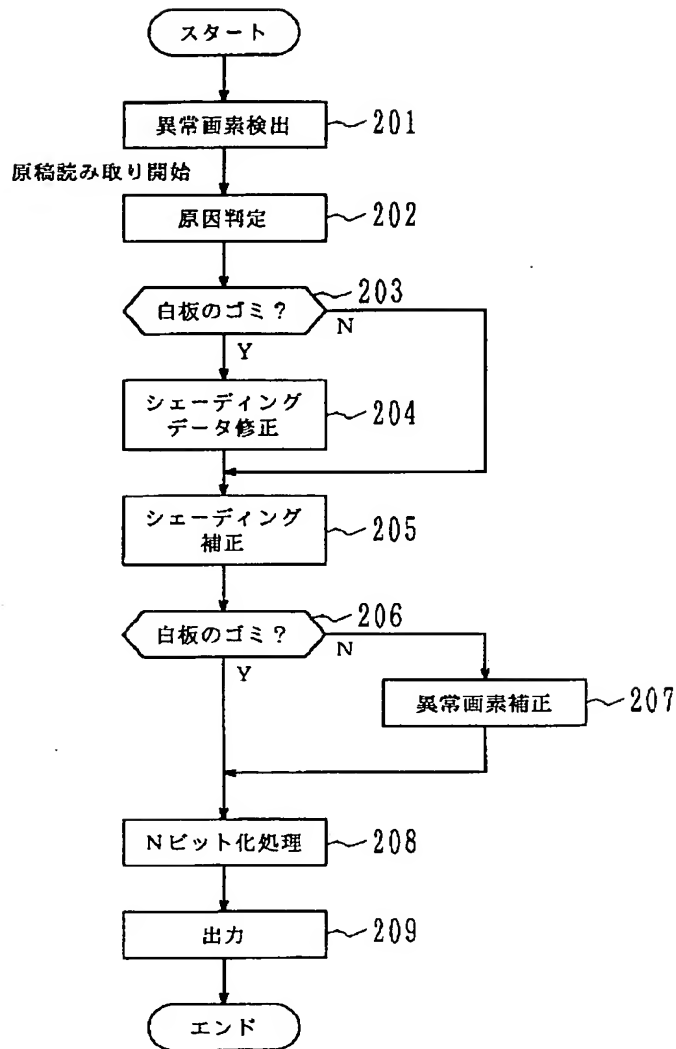 スタート
異常画素検出
201
原稿読み取り開始
原因判定
202
白板のゴミ？
203
N
Y
シェーディング
データ修正
204
シェーディング
補正
205
白板のゴミ？
206
N
Y
異常画素補正
207
Nビット化処理
208
出力
209
エンド